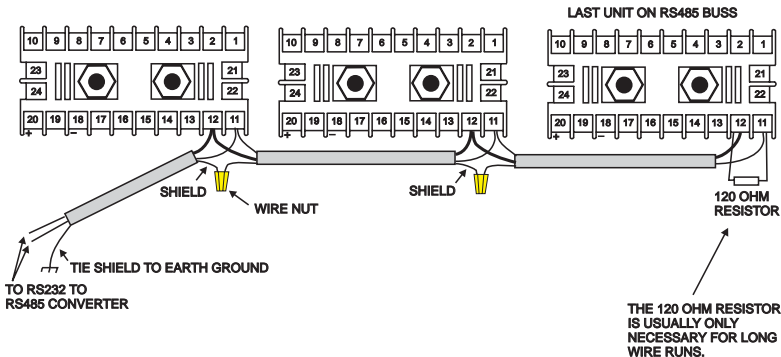 LAST UNIT ON RS485 BUSS
10 9 8 7 6 5 4 3 2 1
10 9 8 7 6 5 4 3 2 1
10 9 8 7 6 5 4 3 2 1
23 21
24 22
23 21
24 22
23 21
24 22
20 19 18 17 16 15 14 13 12 11
+ –
20 19 18 17 16 15 14 13 12 11
+ –
20 19 18 17 16 15 14 13 12 11
+ –
SHIELD
WIRE NUT
SHIELD
120 OHM
RESISTOR
TIE SHIELD TO EARTH GROUND
TO RS232 TO
RS485 CONVERTER
THE 120 OHM RESISTOR
IS USUALLY ONLY
NECESSARY FOR LONG
WIRE RUNS.